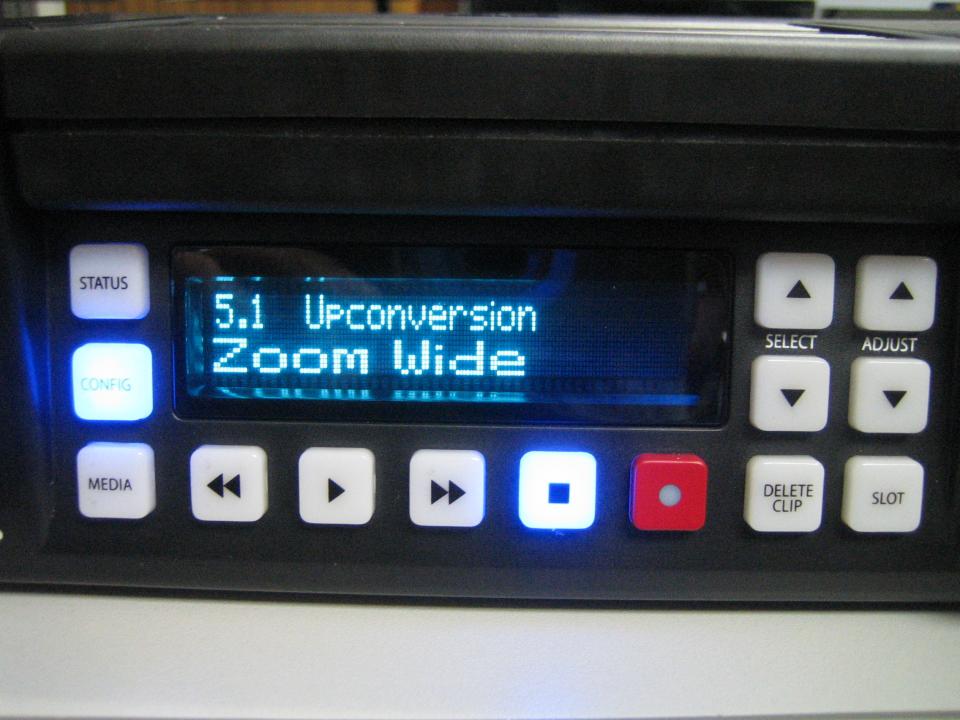 STATUS
5.1 Upconversion
Zoom Wide
SELECT
ADJUST
CONFIG
MEDIA
DELETE
CLIP
SLOT